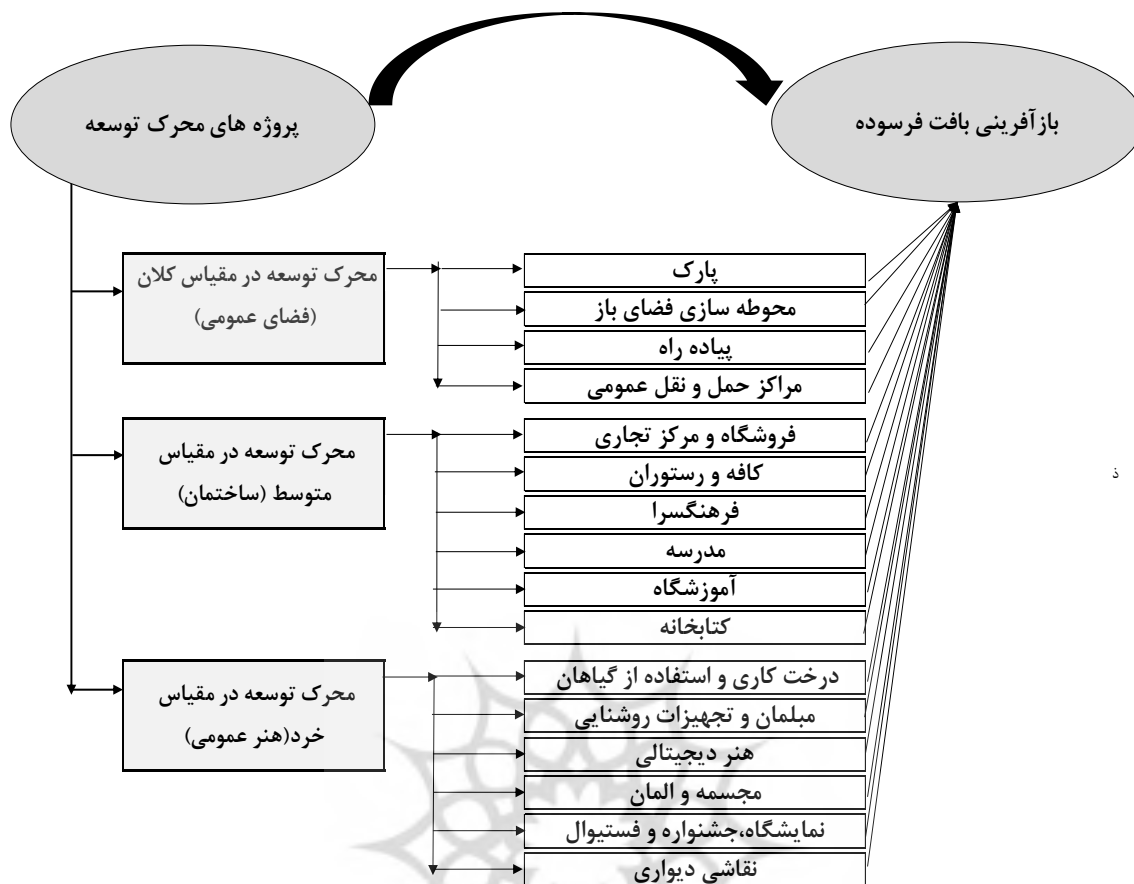 پروژه های محرک توسعه
بازآفرینی بافت فرسوده
محرک توسعه در مقیاس کلان
(فضای عمومی)
پارک
محوطه سازی فضای باز
پیاده راه
مراکز حمل و نقل عمومی
محرک توسعه در مقیاس
متوسط (ساختمان)
فروشگاه و مرکز تجاری
کافه و رستوران
فرهنگسرا
مدرسه
آموزشگاه
کتابخانه
محرک توسعه در مقیاس
خرد(هنر عمومی)
درخت کاری و استفاده از گیاهان
مبلمان و تجهیزات روشنایی
هنر دیجیتالی
مجسمه و المان
نمایشگاه،جشنواره و فستیوال
نقاشی دیواری
ذ